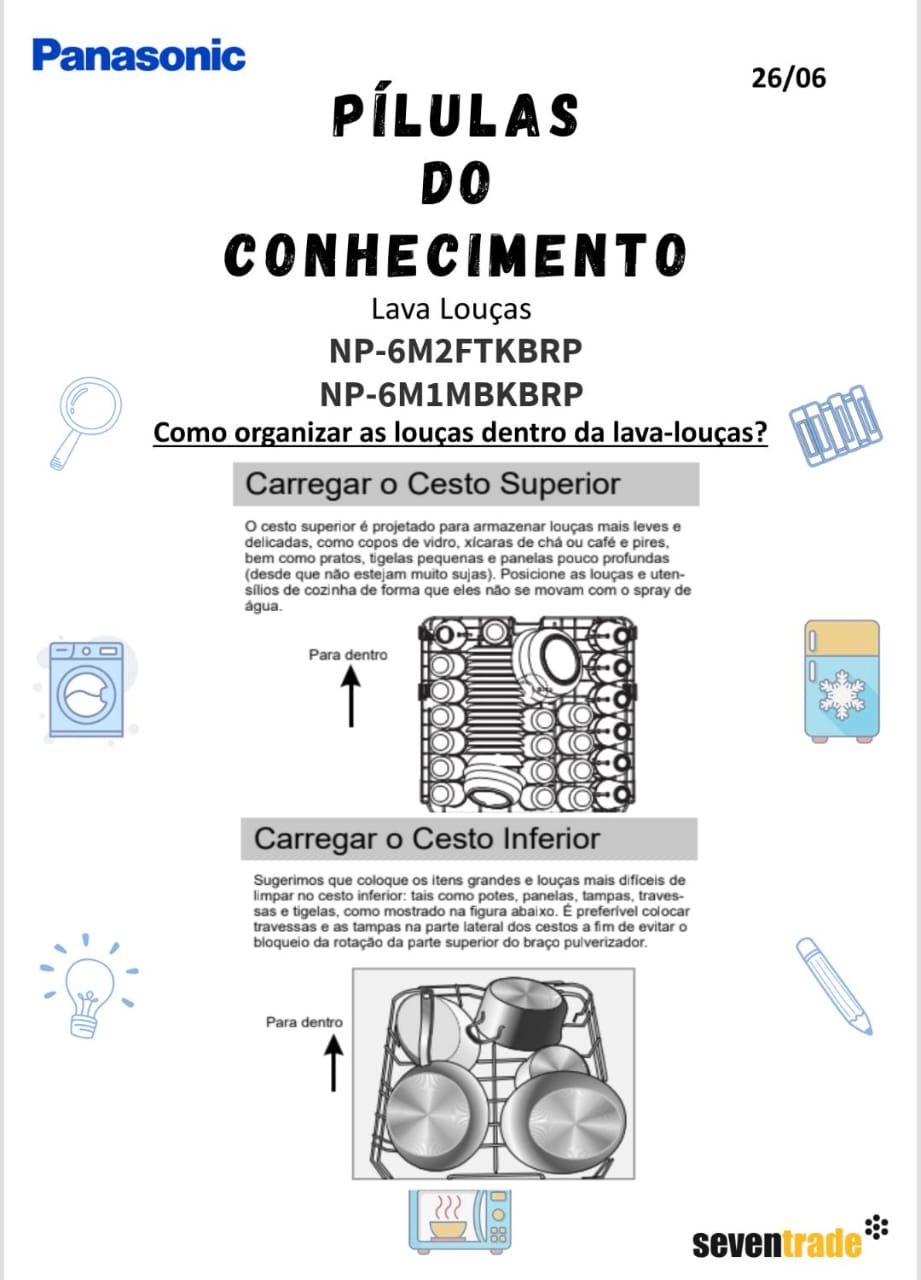 Panasonic
26/06
PÍLULAS
DO
CONHECIMENTO
Lava Louças
NP-6M2FTKBRP
NP-6M1MBKBRP
Como organizar as louças dentro da lava-louças?
Carregar o Cesto Superior
O cesto superior é projetado para armazenar louças mais leves e
delicadas, como copos de vidro, xícaras de chá ou café e pires,
bem como pratos, tigelas pequenas e panelas pouco profundas
(desde que não estejam muito sujas). Posicione as louças e uten-
sílios de cozinha de forma que eles não se movam com o spray de
água.
Para dentro
Carregar o Cesto Inferior
Sugerimos que coloque os itens grandes e louças mais difíceis de
limpar no cesto inferior: tais como potes, panelas, tampas, traves-
sas e tigelas, como mostrado na figura abaixo. É preferível colocar
travessas e as tampas na parte lateral dos cestos a fim de evitar o
bloqueio da rotação da parte superior do braço pulverizador.
Para dentro
seventrade